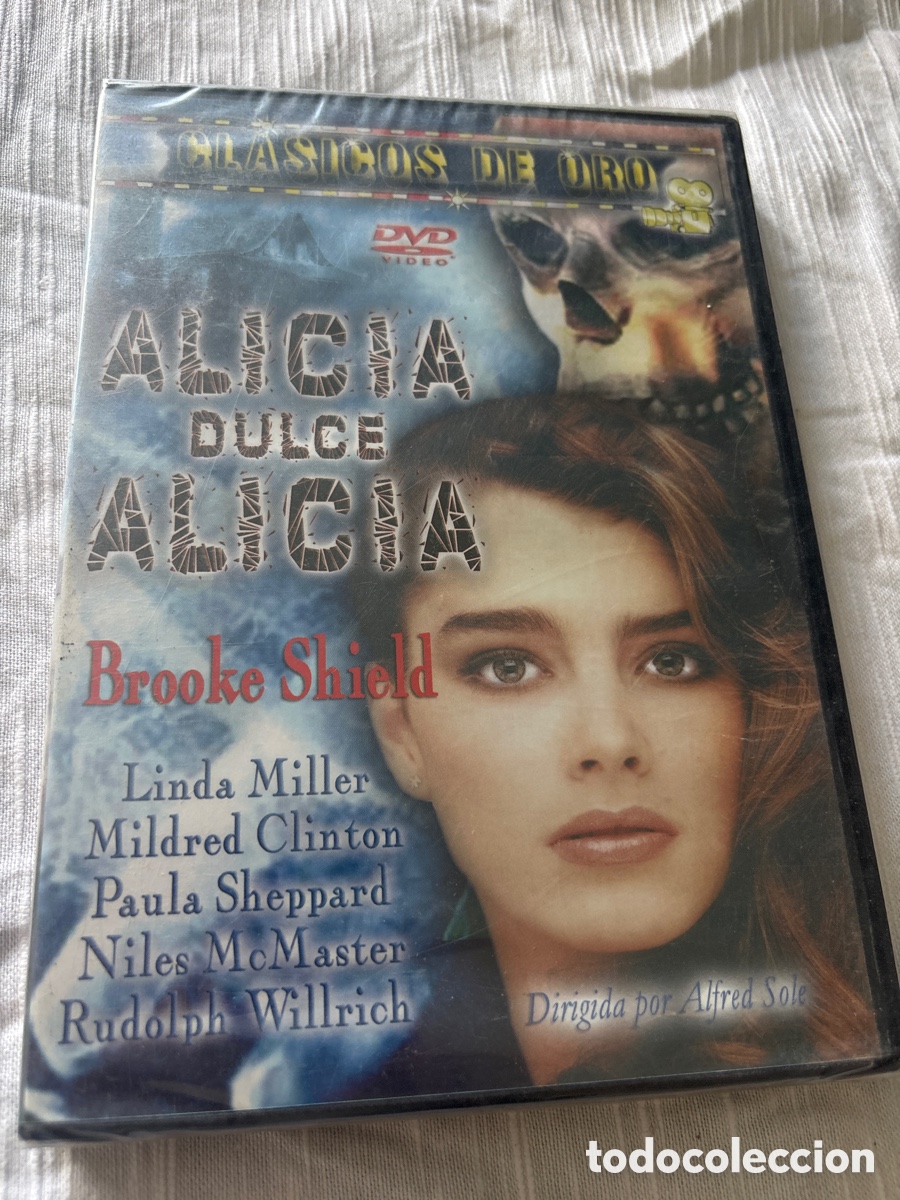 CLÁSICOS DE ORO
DVD
VIDEO
ALICIA
DULCE
ALICIA
Brooke Shield
Linda Miller
Mildred Clinton
Paula Sheppard
Niles McMaster
Rudolph Willrich
Dirigida por Alfred Sole
todocoleccion